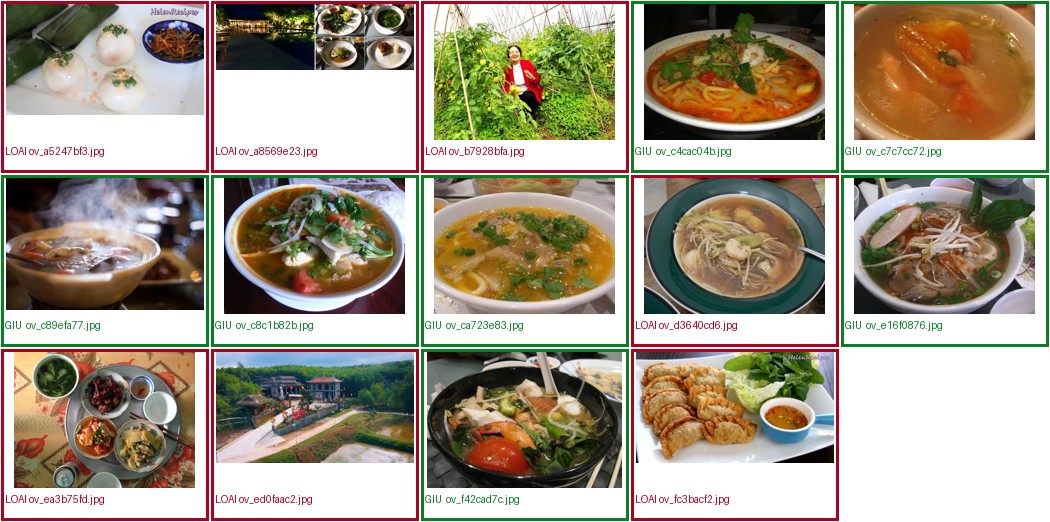 HelenRecipes
LOAI ov_a5247bf3.jpg
LOAI ov_a8569e23.jpg
LOAI ov_b7928bfa.jpg
GIU ov_c4cac04b.jpg
GIU ov_c7c7cc72.jpg
GIU ov_c89efa77.jpg
GIU ov_c8c1b82b.jpg
GIU ov_ca723e83.jpg
LOAI ov_d3640cd6.jpg
GIU ov_e16f0876.jpg
LOAI ov_ea3b75fd.jpg
LOAI ov_ed0faac2.jpg
GIU ov_f42cad7c.jpg
HelenRecipes
LOAI ov_fc3bacf2.jpg